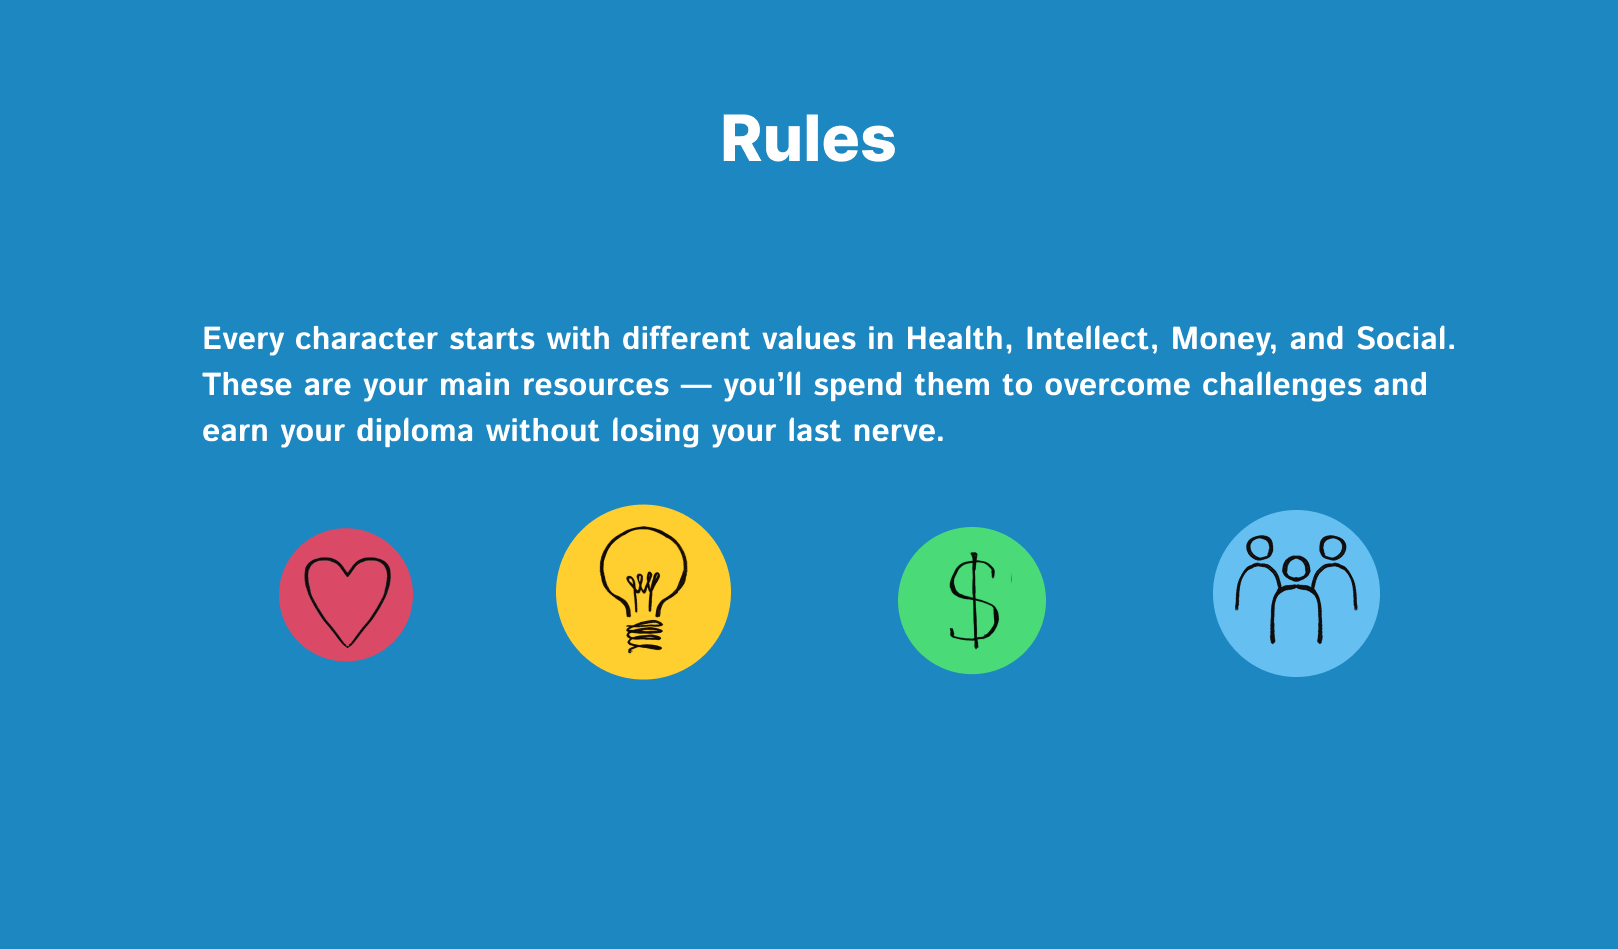 Rules
Every character starts with different values in Health, Intellect, Money, and Social.
These are your main resources — you’ll spend them to overcome challenges and
earn your diploma without losing your last nerve.
$